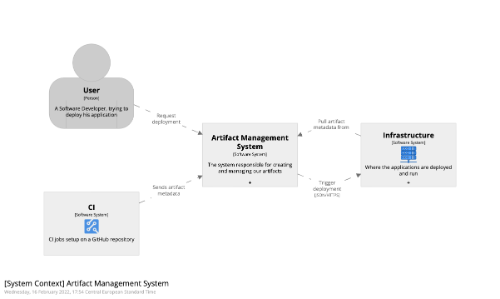 User
[Person]
A Software Developer, trying to
deploy his application
Request
deployment
Pull artifact
metadata from
Artifact Management
System
[Software System]
The system responsible for creating
and managing our artifacts
Infrastructure
[Software System]
Where the applications are deployed
and run
Sends artifact
metadata
Trigger
deployment
[JSON/HTTP]
CI
[Software System]
CI jobs setup on a GitHub repository
[System Context] Artifact Management System
Wednesday, 16 February 2022, 17:54 Central European Standard Time